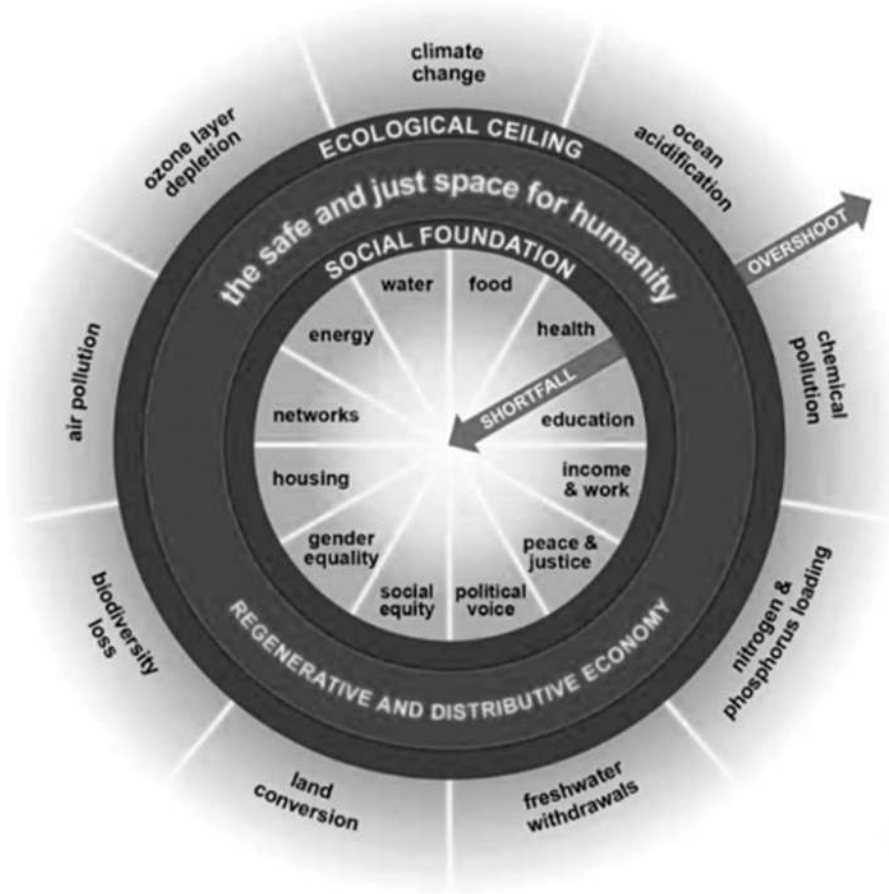 climate
change
ocean
acidification
chemical
pollution
nitrogen &
phosphorus loading
freshwater
withdrawals
land
conversion
biodiversity
loss
air pollution
ozone layer
depletion
ECOLOGICAL CEILING
the safe and just space for humanity
OVERSHOOT
SOCIAL FOUNDATION
water
food
health
SHORTFALL
education
income
& work
peace &
justice
political
voice
social
equity
gender
equality
housing
networks
energy
REGENERATIVE AND DISTRIBUTIVE ECONOMY